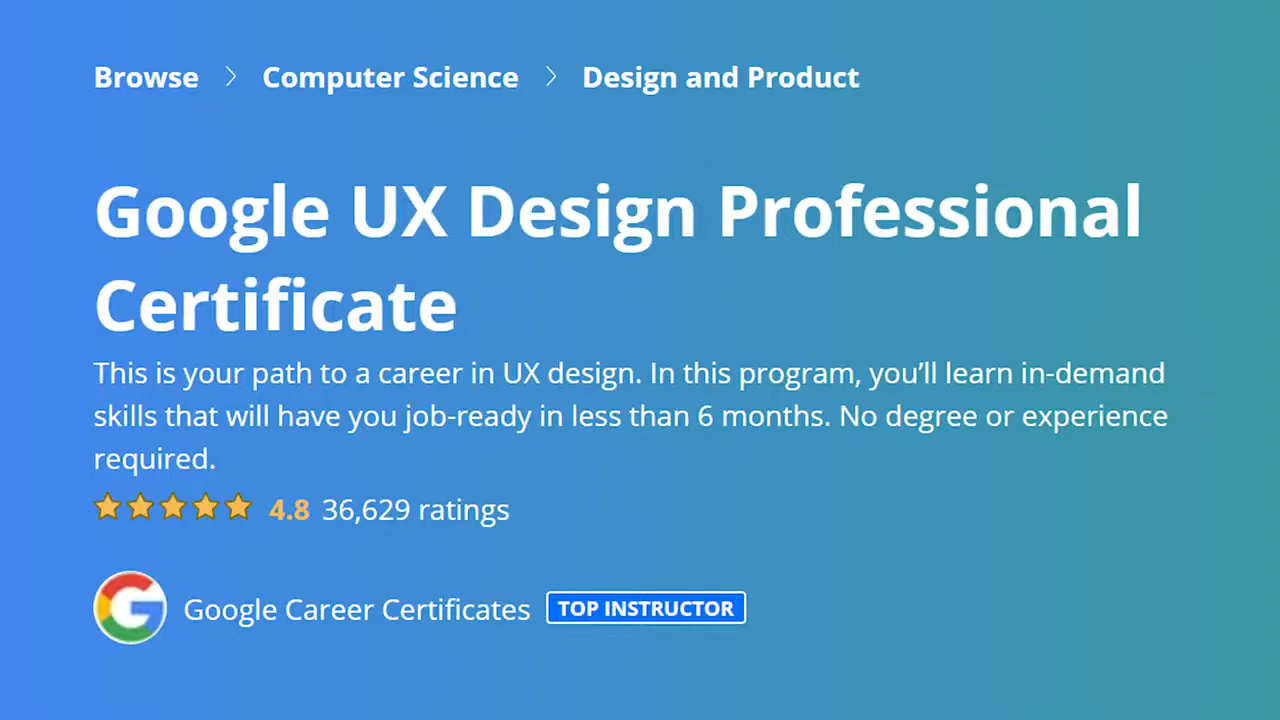 Browse > Computer Science > Design and Product
Google UX Design Professional
Certificate
This is your path to a career in UX design. In this program, you’ll learn in-demand
skills that will have you job-ready in less than 6 months. No degree or experience
required.
4.8 36,629 ratings
G Google Career Certificates TOP INSTRUCTOR